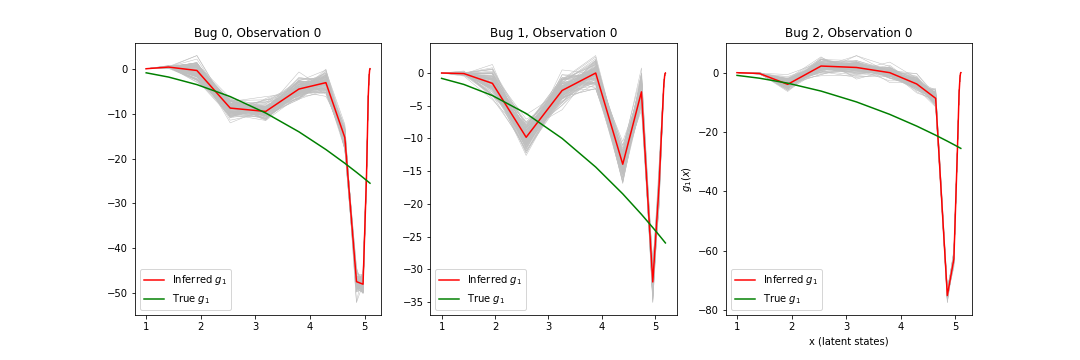 Bug 0, Observation 0
0
−10
−20
−30
−40
−50
1 2 3 4 5
Inferred g₁
True g₁
Bug 1, Observation 0
0
−5
−10
−15
−20
−25
−30
−35
1 2 3 4 5
Inferred g₁
True g₁
Bug 2, Observation 0
g₁(x)
0
−20
−40
−60
−80
1 2 3 4 5
x (latent states)
Inferred g₁
True g₁